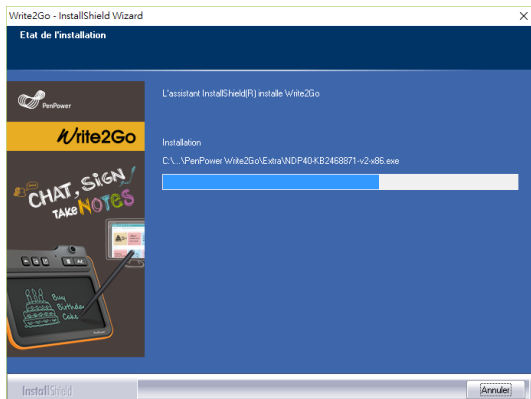 Write2Go - InstallShield Wizard
Etat de l'installation
PenPower
Write2Go
CHAT, SIGN/
TAKE NOTES
Buy
Birthday
Cake
L'assistant InstallShield(R) installe Write2Go
Installation
C:\...\PenPower Write2Go\Extra\NDP40-KB2468871-v2-x86.exe
InstallShield
Annuler